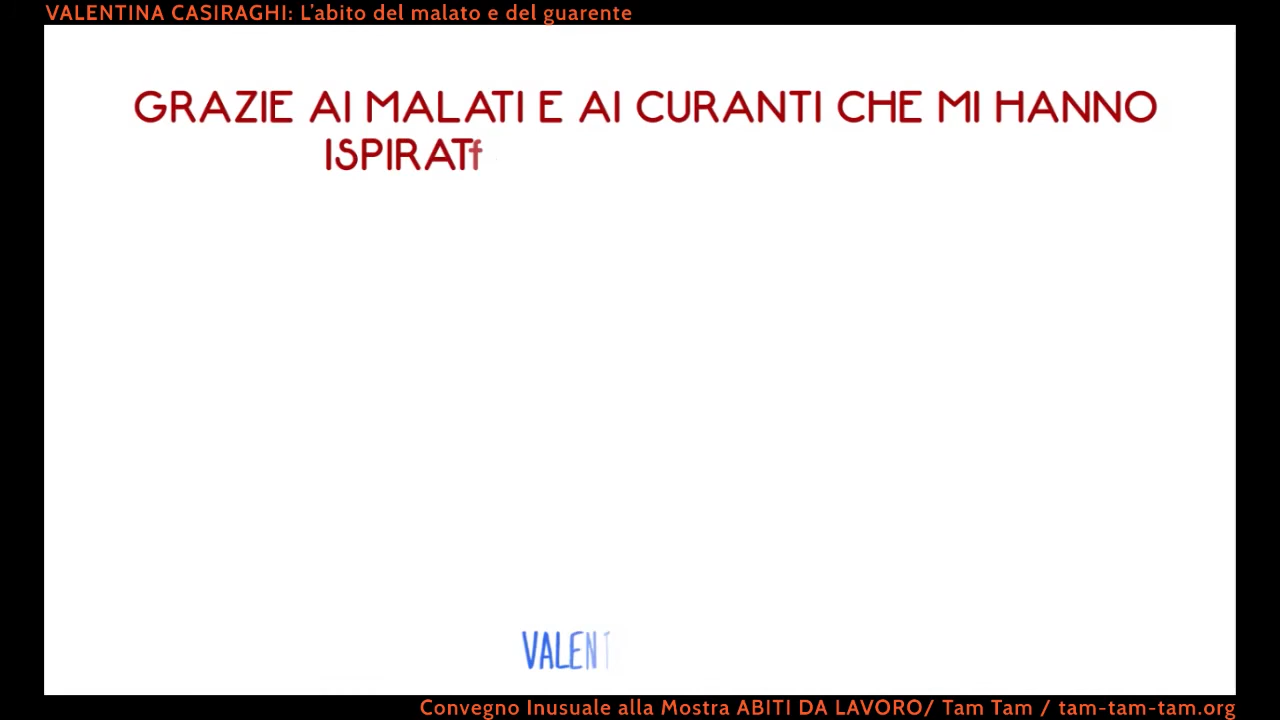 VALENTINA CASIRAGHI: L'abito del malato e del guarente
GRAZIE AI MALATI E AI CURANTI CHE MI HANNO
ISPIRAT
VALENT
Convegno Inusuale alla Mostra ABITI DA LAVORO/ Tam Tam / tam-tam-tam.org